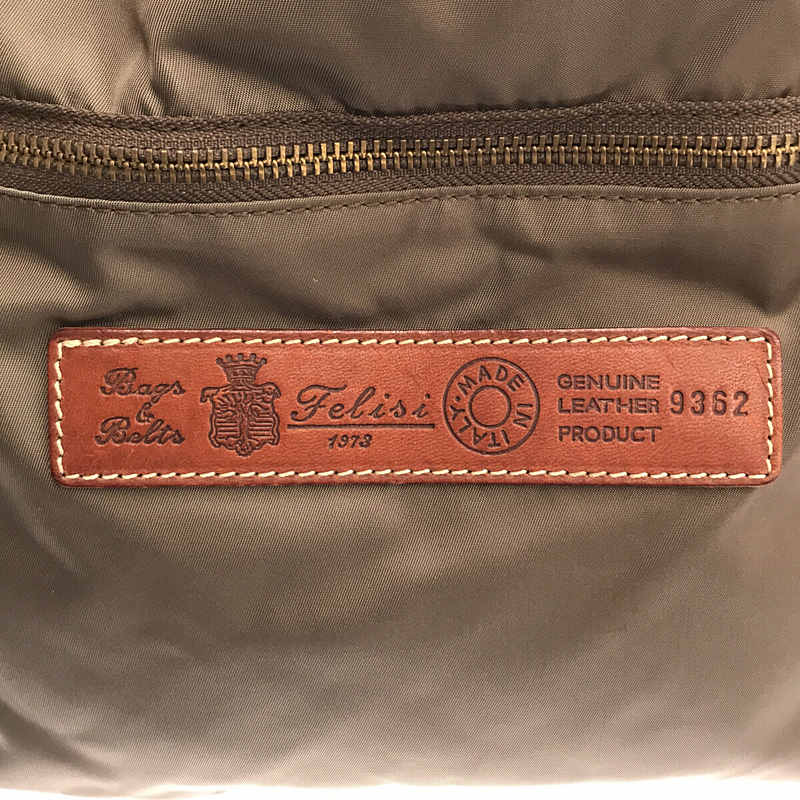 Bags
&
Belts
Felisi
1973
MADE IN ITALY
GENUINE
LEATHER
PRODUCT
9362